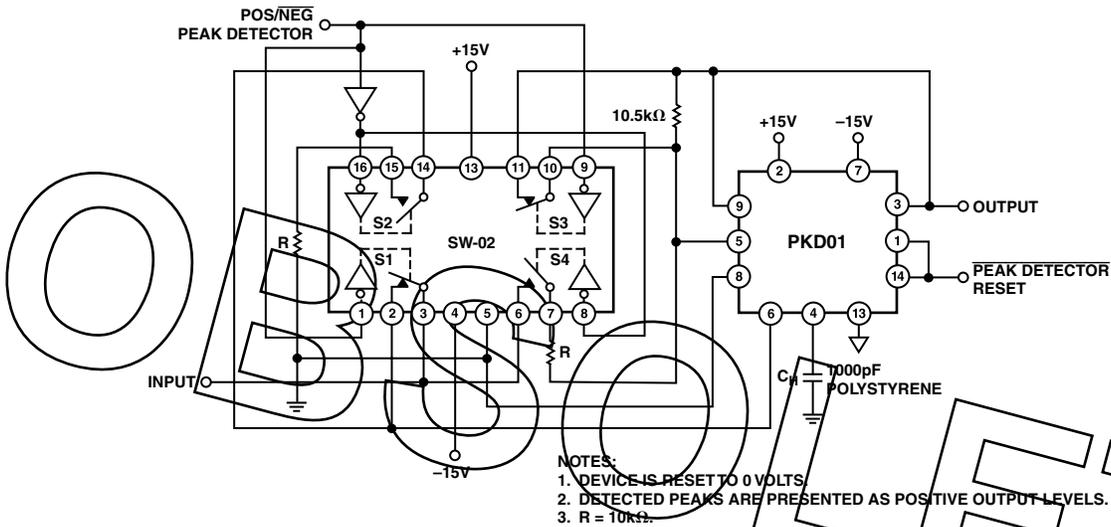 POS/NEG
PEAK DETECTOR
+15V
10.5kΩ
+15V
–15V
16 15 14 13 11 10 9
2 7
S2
S3
9
3
OUTPUT
R
SW-02
5
PKD01
1
S1
S4
8
14
PEAK DETECTOR
RESET
1 2 3 4 5 6 7 8
6 4 13
R
INPUT
CH
1000pF
POLYSTYRENE
–15V
NOTES:
1. DEVICE IS RESET TO 0 VOLTS.
2. DETECTED PEAKS ARE PRESENTED AS POSITIVE OUTPUT LEVELS.
3. R = 10kΩ.
OBSOLETE